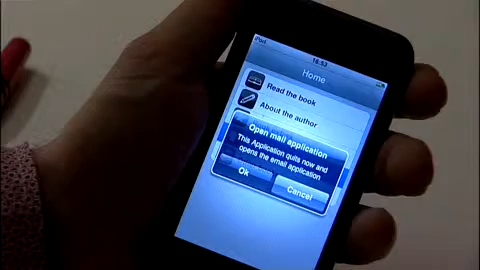 iPod
16:53
Home
Read the book
About the author
Open mail application
This Application quits now and
opens the email application
Ok
Cancel